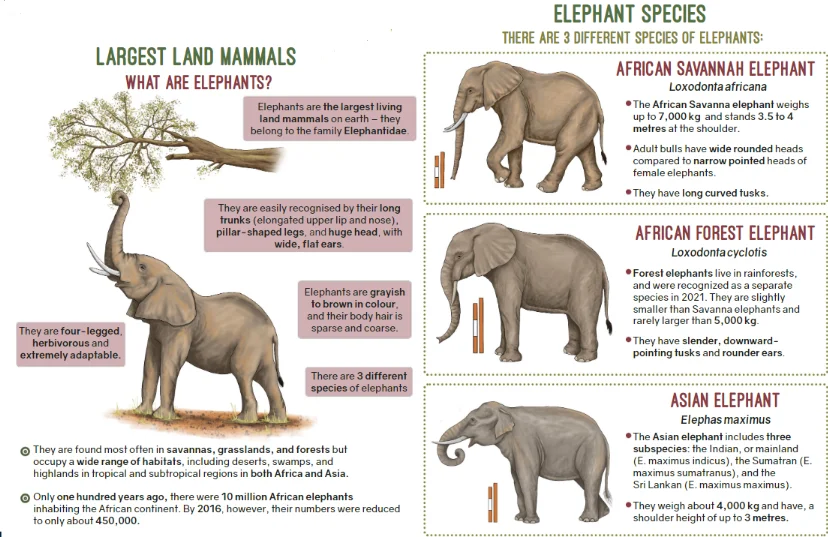 LARGEST LAND MAMMALS
WHAT ARE ELEPHANTS?
Elephants are the largest living
land mammals on earth – they
belong to the family Elephantidae.
They are easily recognised by their long
trunks (elongated upper lip and nose),
pillar-shaped legs, and huge head, with
wide, flat ears.
Elephants are grayish
to brown in colour,
and their body hair is
sparse and coarse.
They are four-legged,
herbivorous and
extremely adaptable.
There are 3 different
species of elephants
They are found most often in savannas, grasslands, and forests but
occupy a wide range of habitats, including deserts, swamps, and
highlands in tropical and subtropical regions in both Africa and Asia.
Only one hundred years ago, there were 10 million African elephants
inhabiting the African continent. By 2016, however, their numbers were reduced
to only about 450,000.
ELEPHANT SPECIES
THERE ARE 3 DIFFERENT SPECIES OF ELEPHANTS:
AFRICAN SAVANNAH ELEPHANT
Loxodonta africana
• The African Savanna elephant weighs
up to 7,000 kg and stands 3.5 to 4
metres at the shoulder.
• Adult bulls have wide rounded heads
compared to narrow pointed heads of
female elephants.
• They have long curved tusks.
AFRICAN FOREST ELEPHANT
Loxodonta cyclotis
• Forest elephants live in rainforests,
and were recognized as a separate
species in 2021. They are slightly
smaller than Savanna elephants and
rarely larger than 5,000 kg.
• They have slender, downward-
pointing tusks and rounder ears.
ASIAN ELEPHANT
Elephas maximus
• The Asian elephant includes three
subspecies: the Indian, or mainland
(E. maximus indicus), the Sumatran (E.
maximus sumatranus), and the
Sri Lankan (E. maximus maximus).
• They weigh about 4,000 kg and have, a
shoulder height of up to 3 metres.